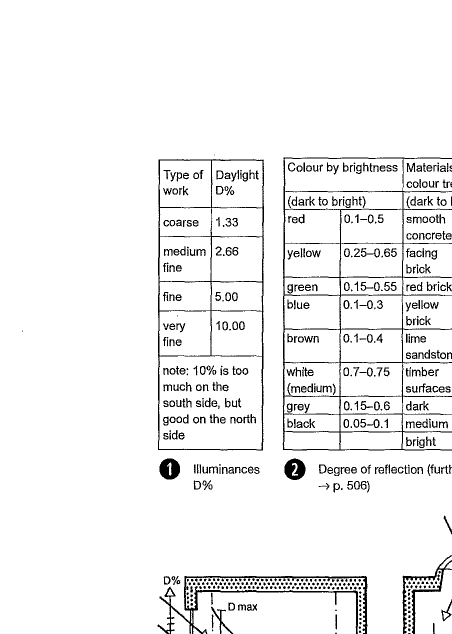 Type of Daylight
work D%
coarse 1.33
medium 2.66
fine
fine 5.00
very 10.00
fine
note: 10% is too
much on the
south side, but
good on the north
side
1 Illuminances
D%
Colour by brightness Materials
colour
(dark to bright) (dark to
red 0.1–0.5 smooth
concrete
yellow 0.25–0.65 facing
brick
green 0.15–0.55 red brick
blue 0.1–0.3 yellow
brick
brown 0.1–0.4 lime
white 0.7–0.75 timber
(medium) surfaces
grey 0.15–0.6 dark
black 0.05–0.1 medium
bright
2 Degree of reflection
→ p. 506)
D%
D max